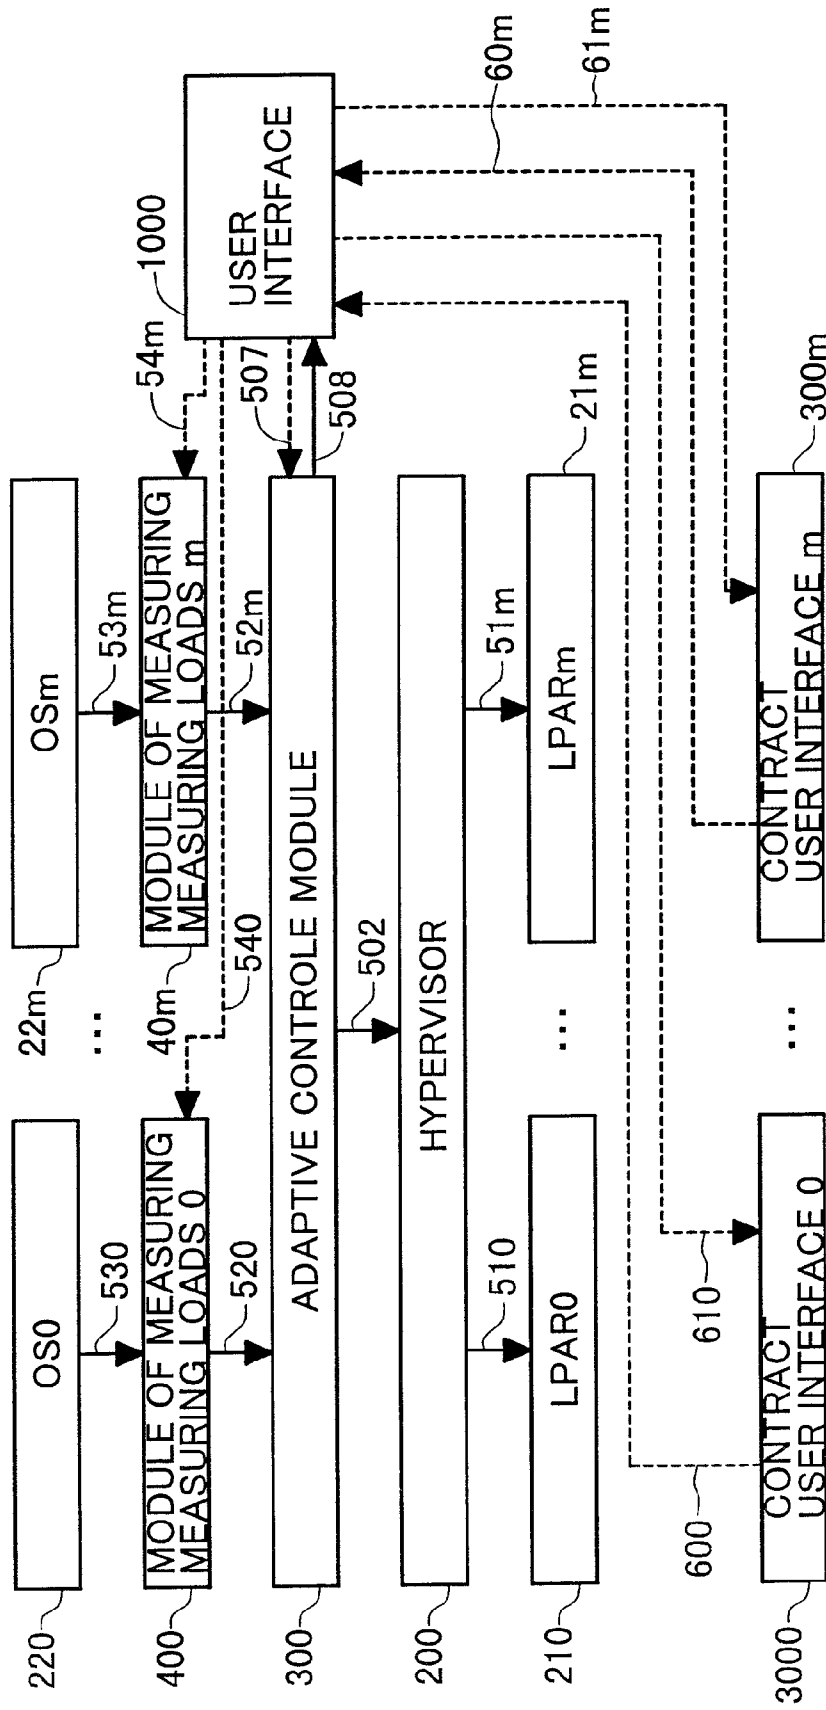 220
OS0
22m
OSm
...
530
53m
54m
1000
400
MODULE OF MEASURING
MEASURING LOADS 0
40m
MODULE OF MEASURING
MEASURING LOADS m
USER
INTERFACE
520
540
52m
507
508
300
ADAPTIVE CONTROLE MODULE
502
200
HYPERVISOR
510
51m
210
LPAR0
...
LPARm
21m
60m
61m
600
610
3000
CONTRACT
USER INTERFACE 0
...
CONTRACT
USER INTERFACE m
300m